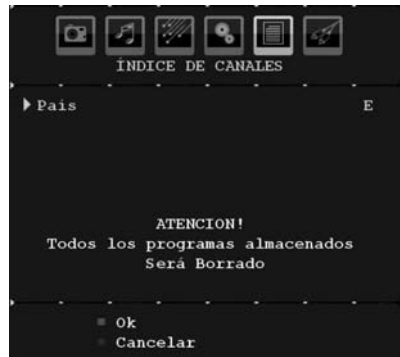 ÍNDICE DE CANALES
Pais E
ATENCION!
Todos los programas almacenados
Será Borrado
Ok
Cancelar